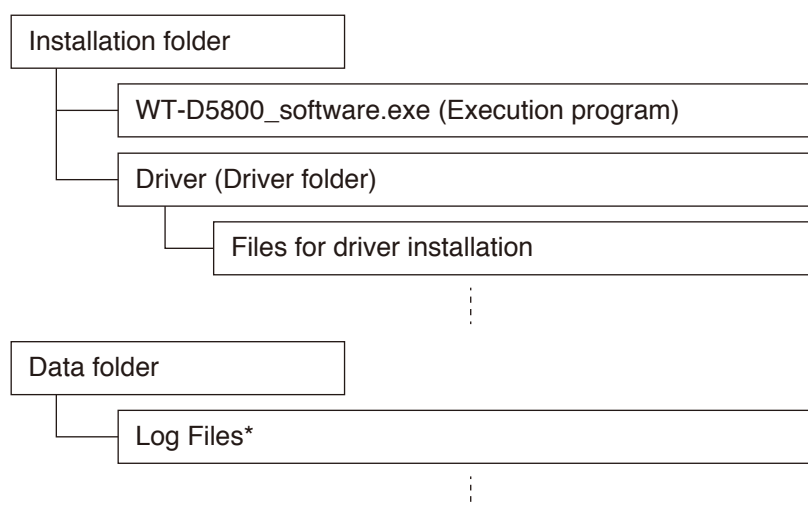 Installation folder
WT-D5800_software.exe (Execution program)
Driver (Driver folder)
Files for driver installation
Data folder
Log Files*